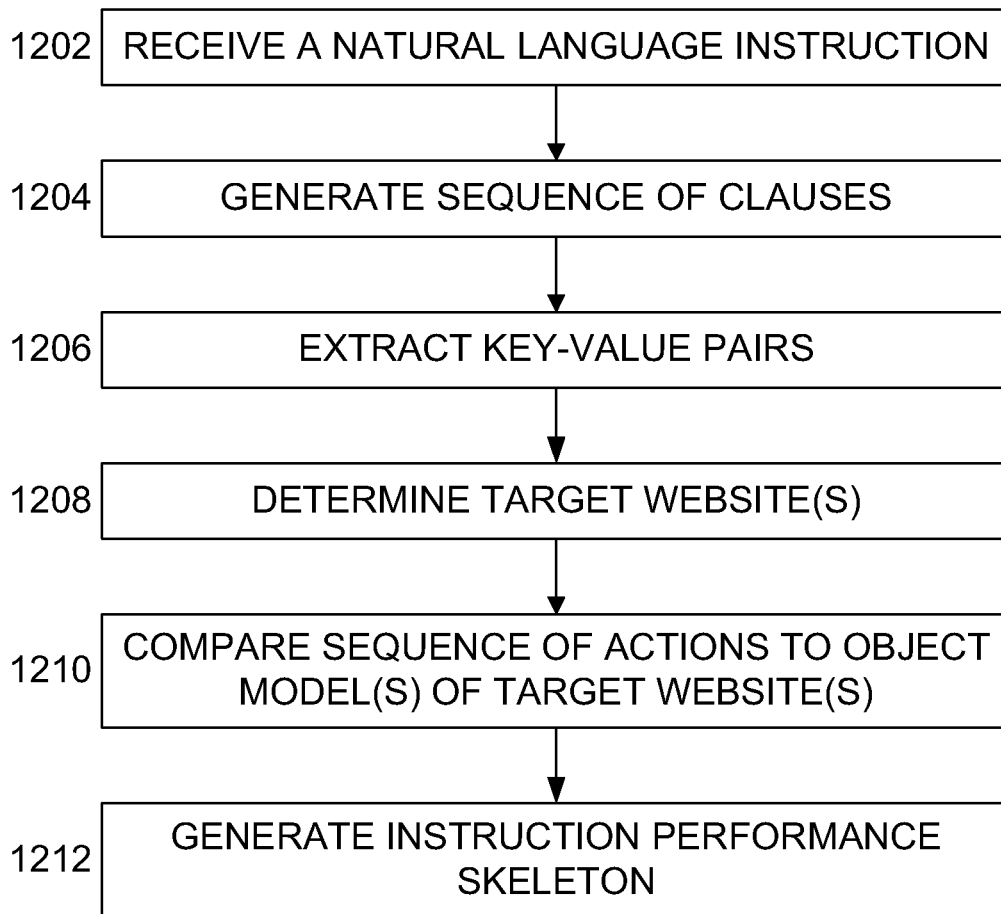 1202 RECEIVE A NATURAL LANGUAGE INSTRUCTION
1204 GENERATE SEQUENCE OF CLAUSES
1206 EXTRACT KEY-VALUE PAIRS
1208 DETERMINE TARGET WEBSITE(S)
1210 COMPARE SEQUENCE OF ACTIONS TO OBJECT
MODEL(S) OF TARGET WEBSITE(S)
1212 GENERATE INSTRUCTION PERFORMANCE
SKELETON